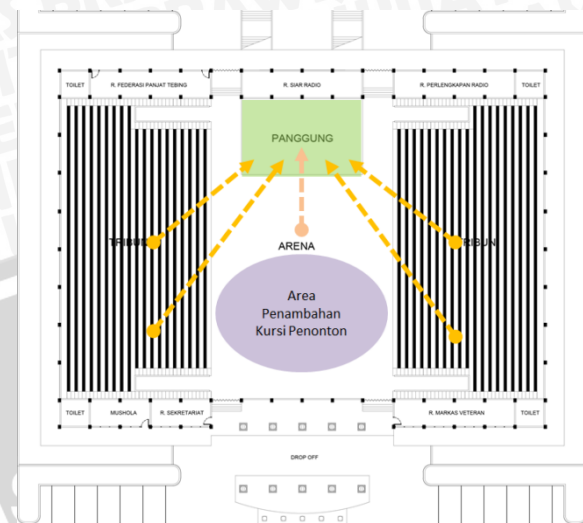 TOILET
R. FEDERASI PANJAT TEBING
R. SIAR RADIO
R. PERLENGKAPAN RADIO
TOILET
PANGGUNG
TRIBUN
ARENA
RIBUN
Area
Penambahan
Kursi Penonton
TOILET
MUSHOLA
R. SEKRETARIAT
R. MARKAS VETERAN
TOILET
DROP OFF